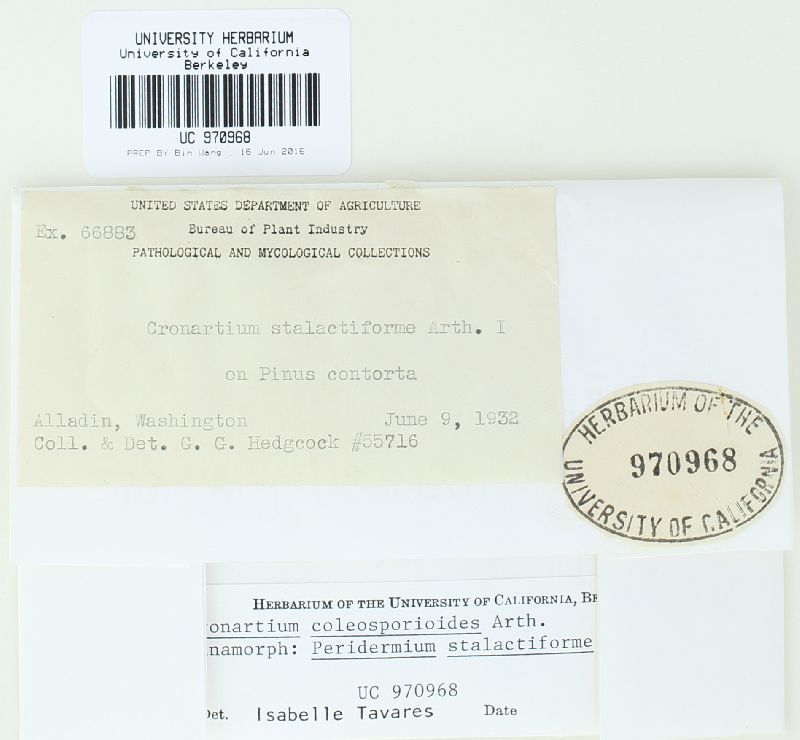 UNIVERSITY HERBARIUM
University of California
Berkeley
UC 970968
PREP BY Bin Wang , 16 Jun 2016
UNITED STATES DEPARTMENT OF AGRICULTURE
Ex. 66883
Bureau of Plant Industry
PATHOLOGICAL AND MYCOLOGICAL COLLECTIONS
Cronartium stalactiforme Arth. I
on Pinus contorta
Alladin, Washington June 9, 1932
Coll. & Det. G. G. Hedgcock #55716
HERBARIUM OF THE
970968
UNIVERSITY OF CALIFORNIA
HERBARIUM OF THE UNIVERSITY OF CALIFORNIA, BE
onartium coleosporioides Arth.
namorph: Peridermium stalactiforme
UC 970968
Det. Isabelle Tavares Date